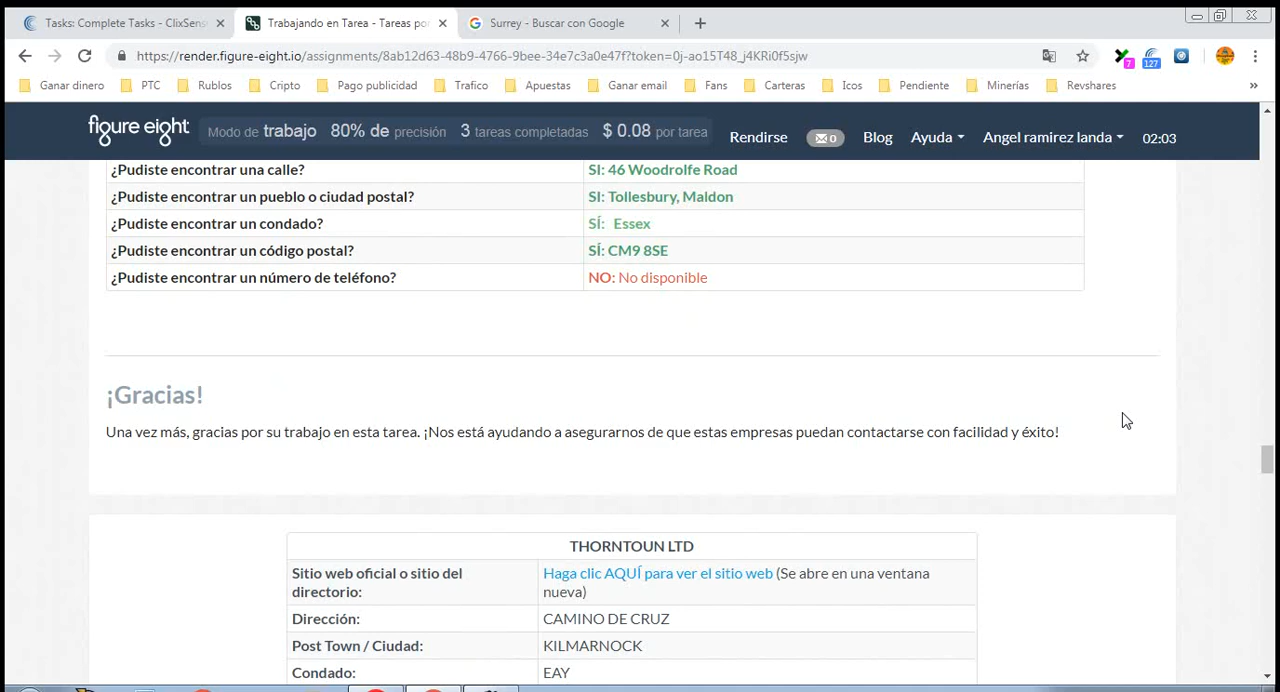 Tasks: Complete Tasks - ClixSens
Trabajando en Tarea - Tareas por
Surrey - Buscar con Google
https://render.figure-eight.io/assignments/8ab12d63-48b9-4766-9bee-34e7c3a0e47f?token=0j-ao15T48_j4KRi0f5sjw
7
127
Ganar dinero PTC Rublos Cripto Pago publicidad Trafico Apuestas Ganar email Fans Carteras Icos Pendiente Minerías Revshares »
figure eight Modo de trabajo 80% de precisión 3 tareas completadas $ 0.08 por tarea Rendirse 0 Blog Ayuda Angel ramirez landa 02:03
¿Pudiste encontrar una calle? SI: 46 Woodrolfe Road
¿Pudiste encontrar un pueblo o ciudad postal? SI: Tollesbury, Maldon
¿Pudiste encontrar un condado? SÍ: Essex
¿Pudiste encontrar un código postal? SÍ: CM9 8SE
¿Pudiste encontrar un número de teléfono? NO: No disponible
¡Gracias!
Una vez más, gracias por su trabajo en esta tarea. ¡Nos está ayudando a asegurarnos de que estas empresas puedan contactarse con facilidad y éxito!
THORNTOUN LTD
Sitio web oficial o sitio del directorio: Haga clic AQUÍ para ver el sitio web (Se abre en una ventana nueva)
Dirección: CAMINO DE CRUZ
Post Town / Ciudad: KILMARNOCK
Condado: EAY